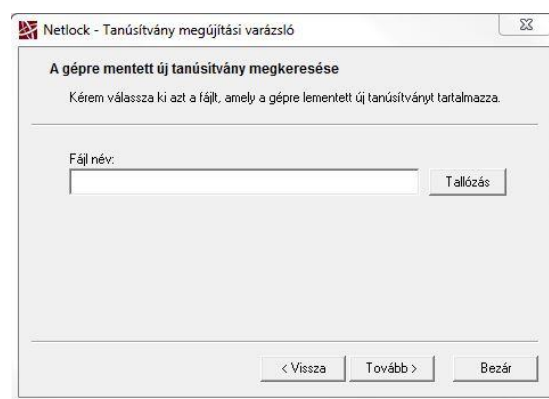 Netlock - Tanúsítvány megújítási varázsló
A gépre mentett új tanúsitvány megkeresése
Kérem válassza ki azt a fájlt, amely a gépre lementett új tanúsítványt tartalmazza.
Fájl név:
Tallózás
< Vissza
Tovább >
Bezár